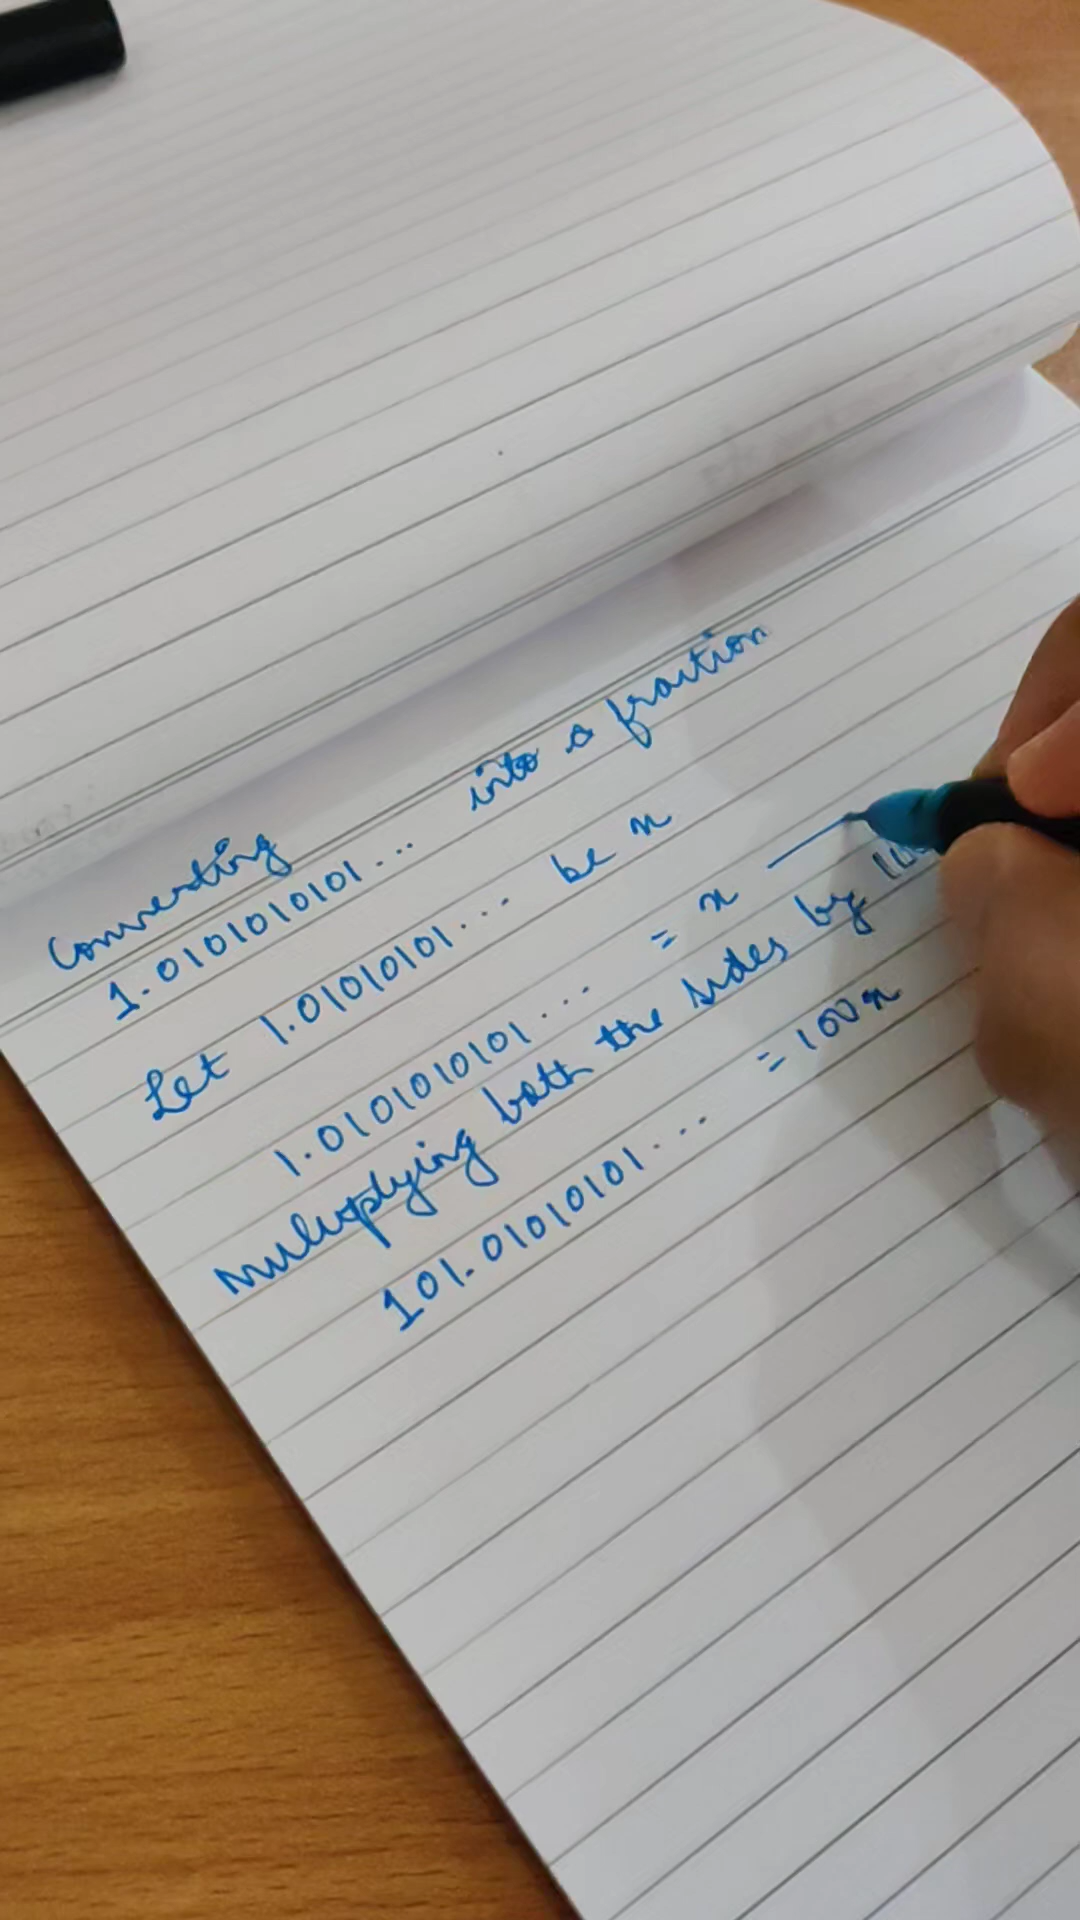 Converting
1.0101010101... into a fraction
Let 1.01010101... be x
1.0101010101... = x
Multiplying both the sides by
101.01010101... = 100x